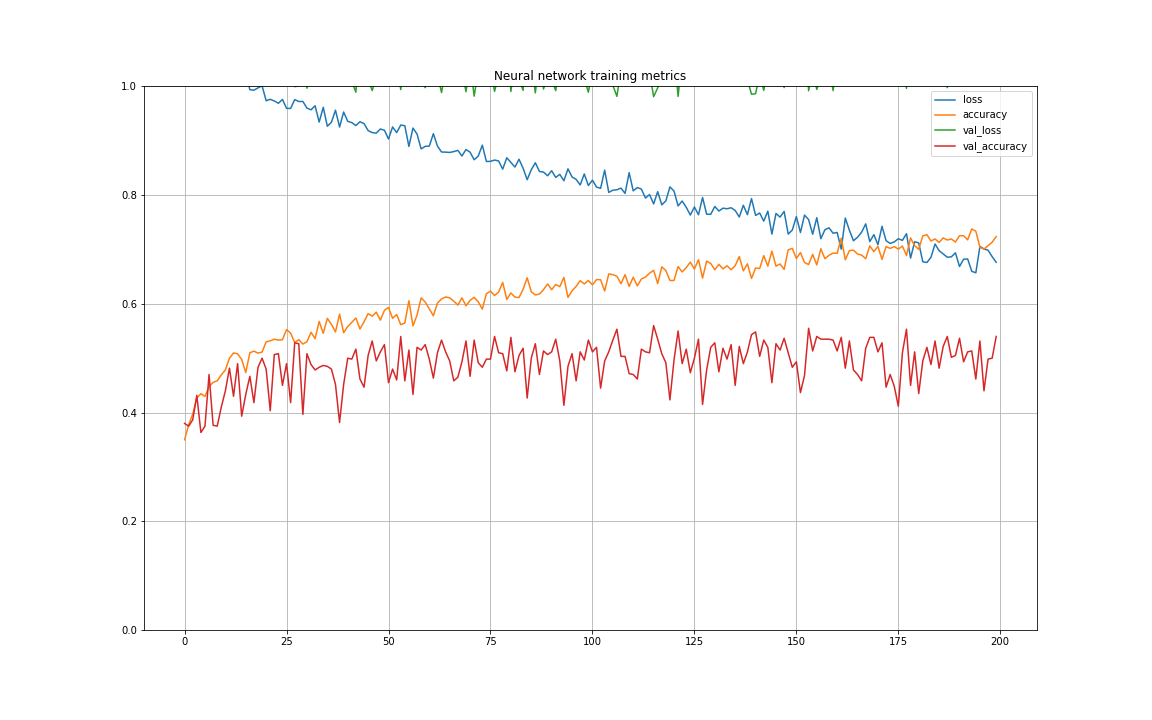 Neural network training metrics
1.0
0.8
0.6
0.4
0.2
0.0
loss
accuracy
val_loss
val_accuracy
0 25 50 75 100 125 150 175 200